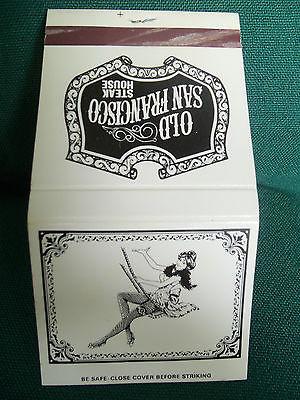 OLD
SAN FRANCISCO
STEAK
HOUSE
BE SAFE-CLOSE COVER BEFORE STRIKING